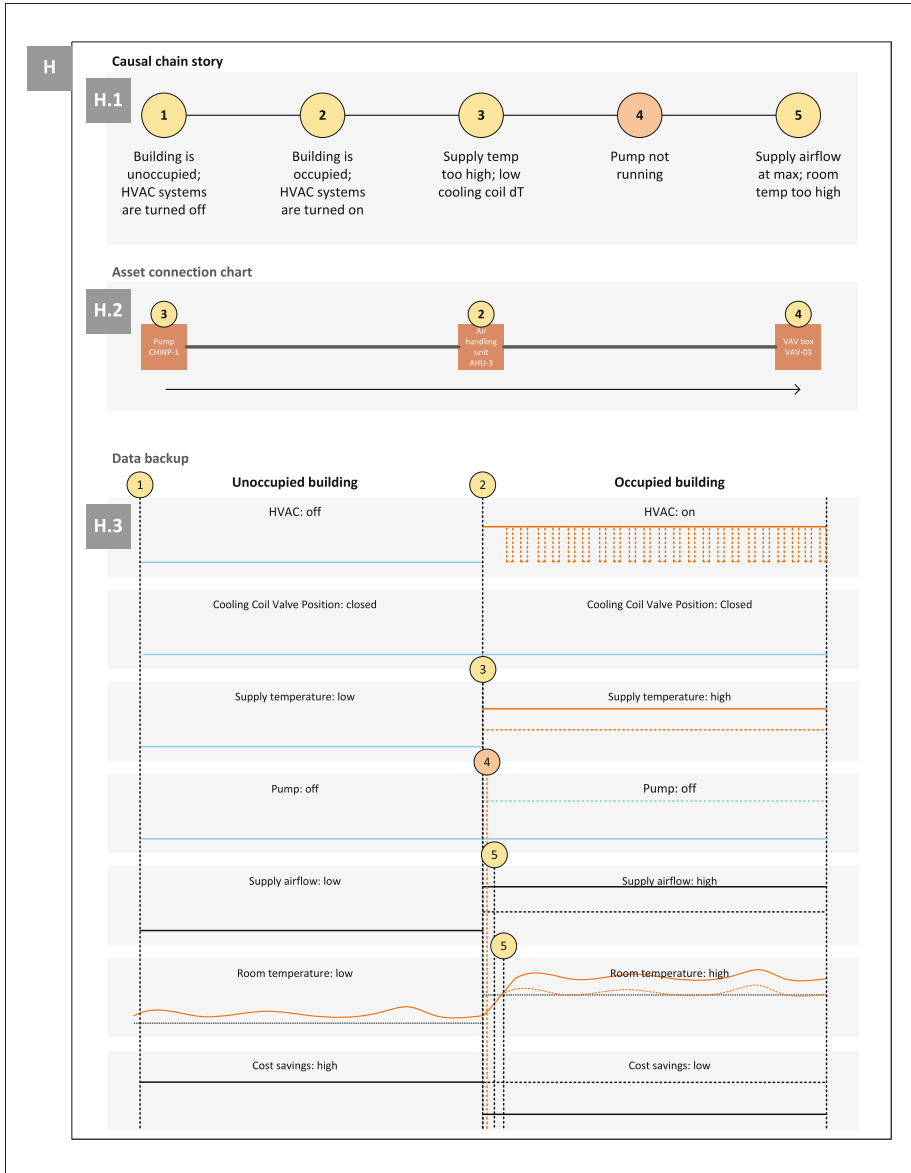 H
Causal chain story
H.1
1
2
3
4
5
Building is
unoccupied;
HVAC systems
are turned off
Building is
occupied;
HVAC systems
are turned on
Supply temp
too high; low
cooling coil dT
Pump not
running
Supply airflow
at max; room
temp too high
Asset connection chart
H.2
3
2
4
Pump
CHWP-1
Air
handling
unit
AHU-3
VAV box
VAV-03
Data backup
1
Unoccupied building
2
Occupied building
H.3
HVAC: off
HVAC: on
Cooling Coil Valve Position: closed
Cooling Coil Valve Position: Closed
3
Supply temperature: low
Supply temperature: high
4
Pump: off
Pump: off
5
Supply airflow: low
Supply airflow: high
5
Room temperature: low
Room temperature: high
Cost savings: high
Cost savings: low